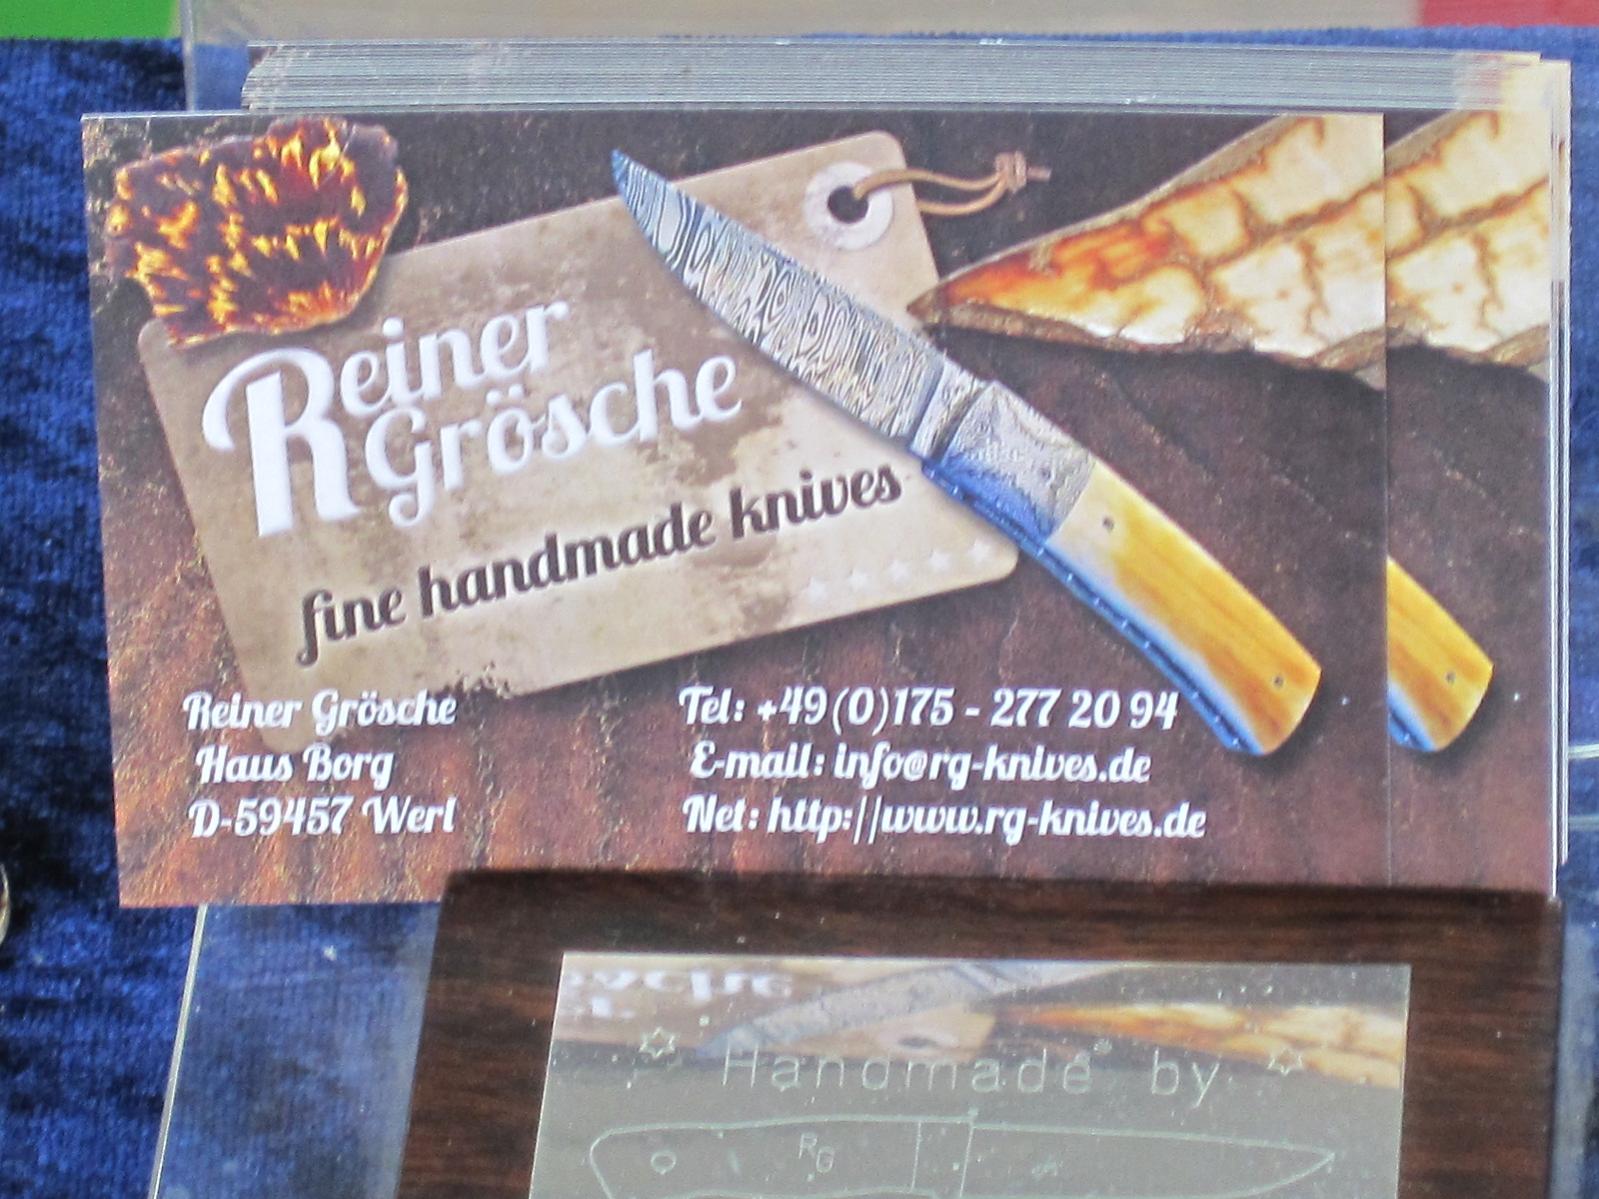 Reiner
Grösche
fine handmade knives
Reiner Grösche
Haus Borg
D-59457 Werl
Tel: +49(0)175 - 277 20 94
E-mail: info@rg-knives.de
Net: http://www.rg-knives.de
Handmade by
RG